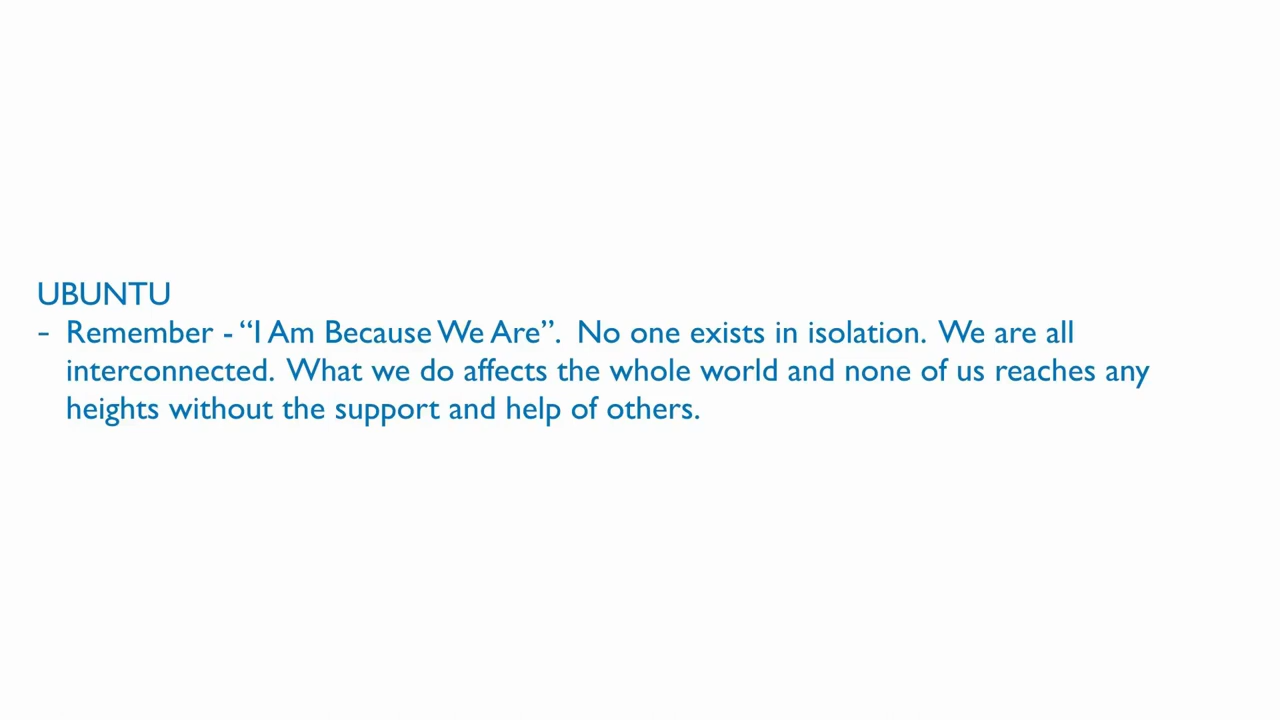 UBUNTU
- Remember - “I Am Because We Are”.  No one exists in isolation.  We are all
interconnected.  What we do affects the whole world and none of us reaches any
heights without the support and help of others.